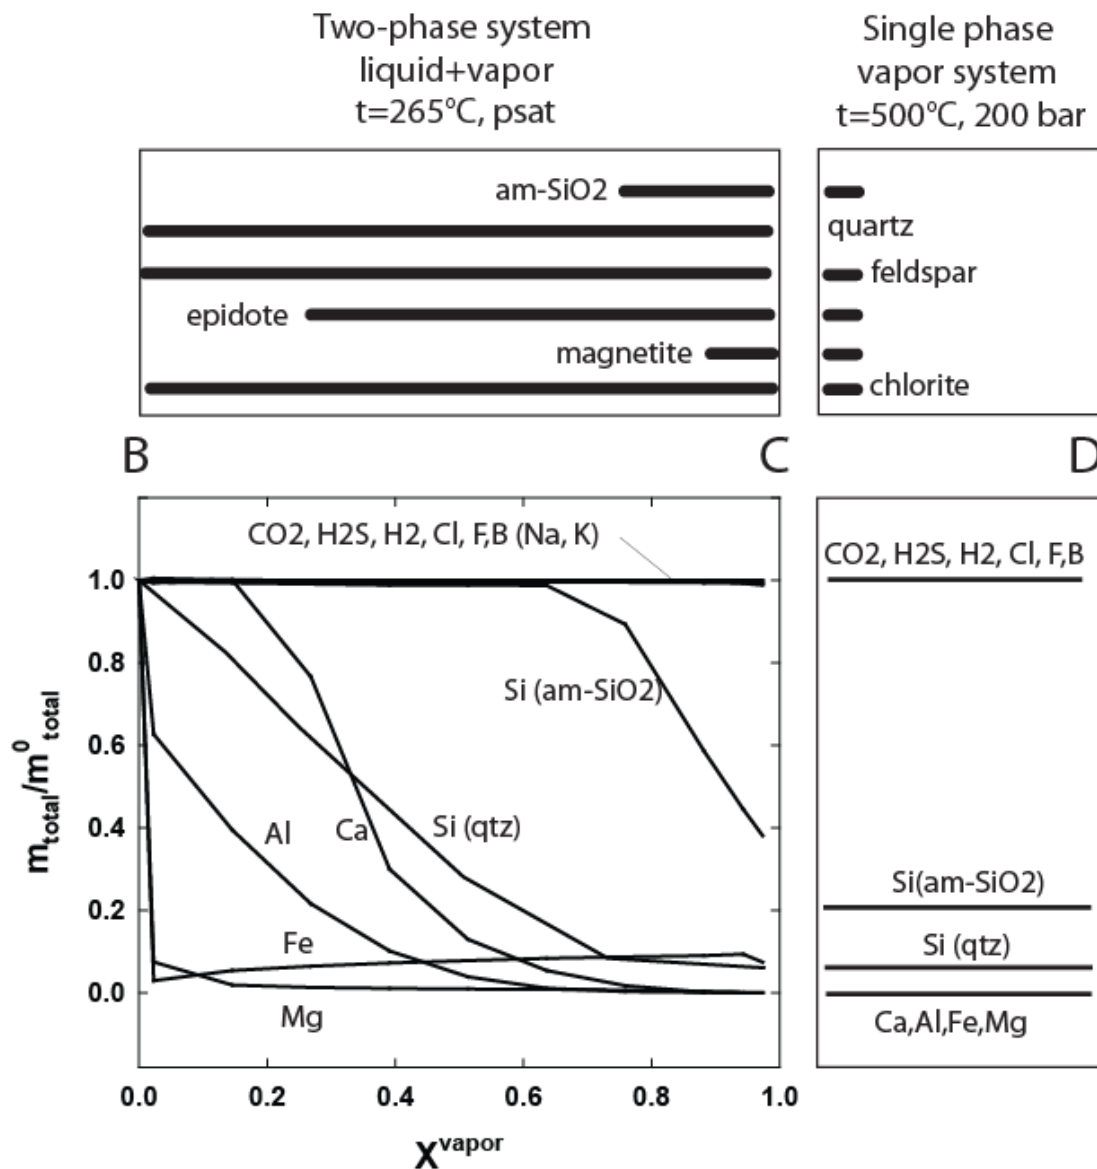 Two-phase system
liquid+vapor
t=265°C, psat
Single phase
vapor system
t=500°C, 200 bar
am-SiO2
quartz
feldspar
epidote
magnetite
chlorite
B
C
D
CO2, H2S, H2, Cl, F,B (Na, K)
CO2, H2S, H2, Cl, F,B
1.0
0.8
0.6
0.4
0.2
0.0
m total/m0 total
Si (am-SiO2)
Al
Ca
Si (qtz)
Fe
Mg
Si(am-SiO2)
Si (qtz)
Ca,Al,Fe,Mg
0.0 0.2 0.4 0.6 0.8 1.0
X vapor